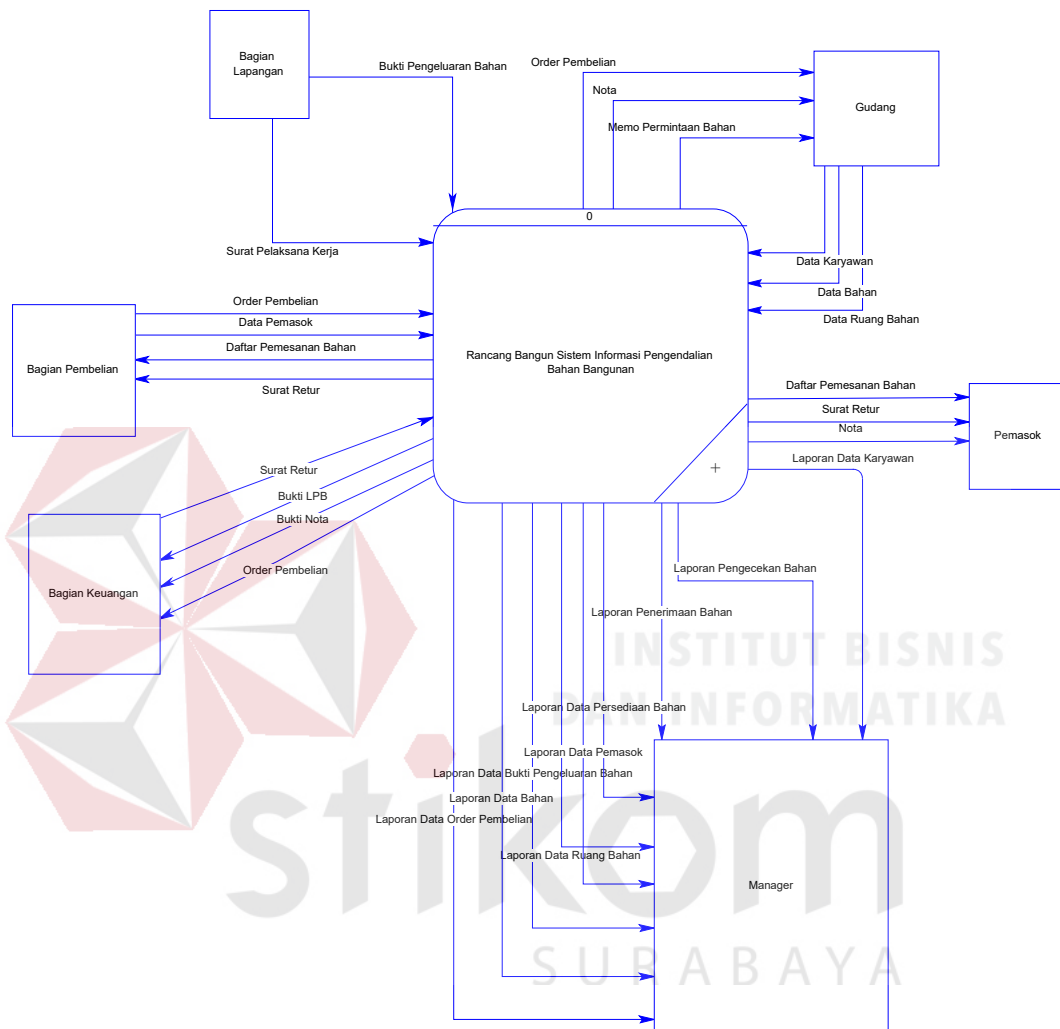 Bagian
Lapangan
Bukti Pengeluaran Bahan
Order Pembelian
Nota
Memo Permintaan Bahan
Gudang
0
Surat Pelaksana Kerja
Data Karyawan
Data Bahan
Data Ruang Bahan
Order Pembelian
Data Pemasok
Daftar Pemesanan Bahan
Surat Retur
Bagian Pembelian
Rancang Bangun Sistem Informasi Pengendalian
Bahan Bangunan
Daftar Pemesanan Bahan
Surat Retur
Nota
Pemasok
Laporan Data Karyawan
Surat Retur
Bukti LPB
Bukti Nota
Order Pembelian
Bagian Keuangan
Laporan Pengecekan Bahan
Laporan Penerimaan Bahan
INSTITUT BISNIS
DAN INFORMATIKA
Laporan Data Persediaan Bahan
Laporan Data Pemasok
Laporan Data Bukti Pengeluaran Bahan
Laporan Data Bahan
Laporan Data Order Pembelian
Laporan Data Ruang Bahan
Manager
stikom
SURABAYA